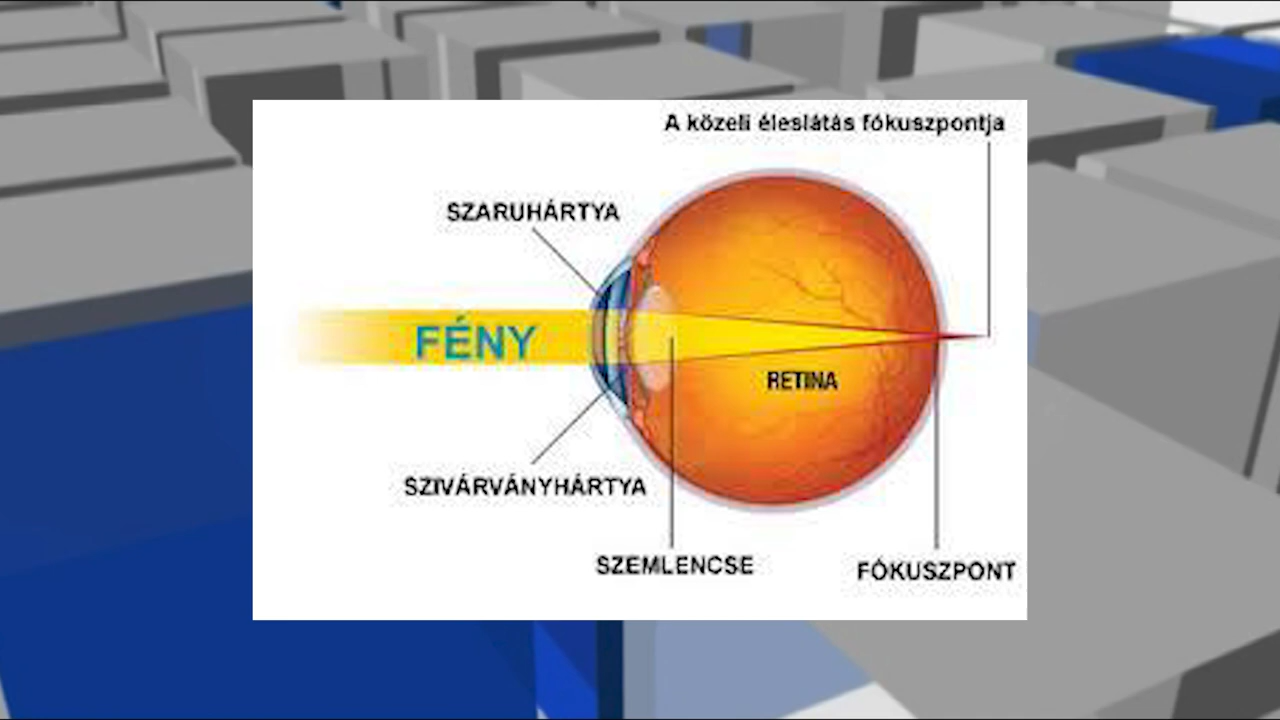 A közeli éleslátás fókuszpontja
SZARUHÁRTYA
FÉNY
RETINA
SZIVÁRVÁNYHÁRTYA
SZEMLENCSE
FÓKUSZPONT